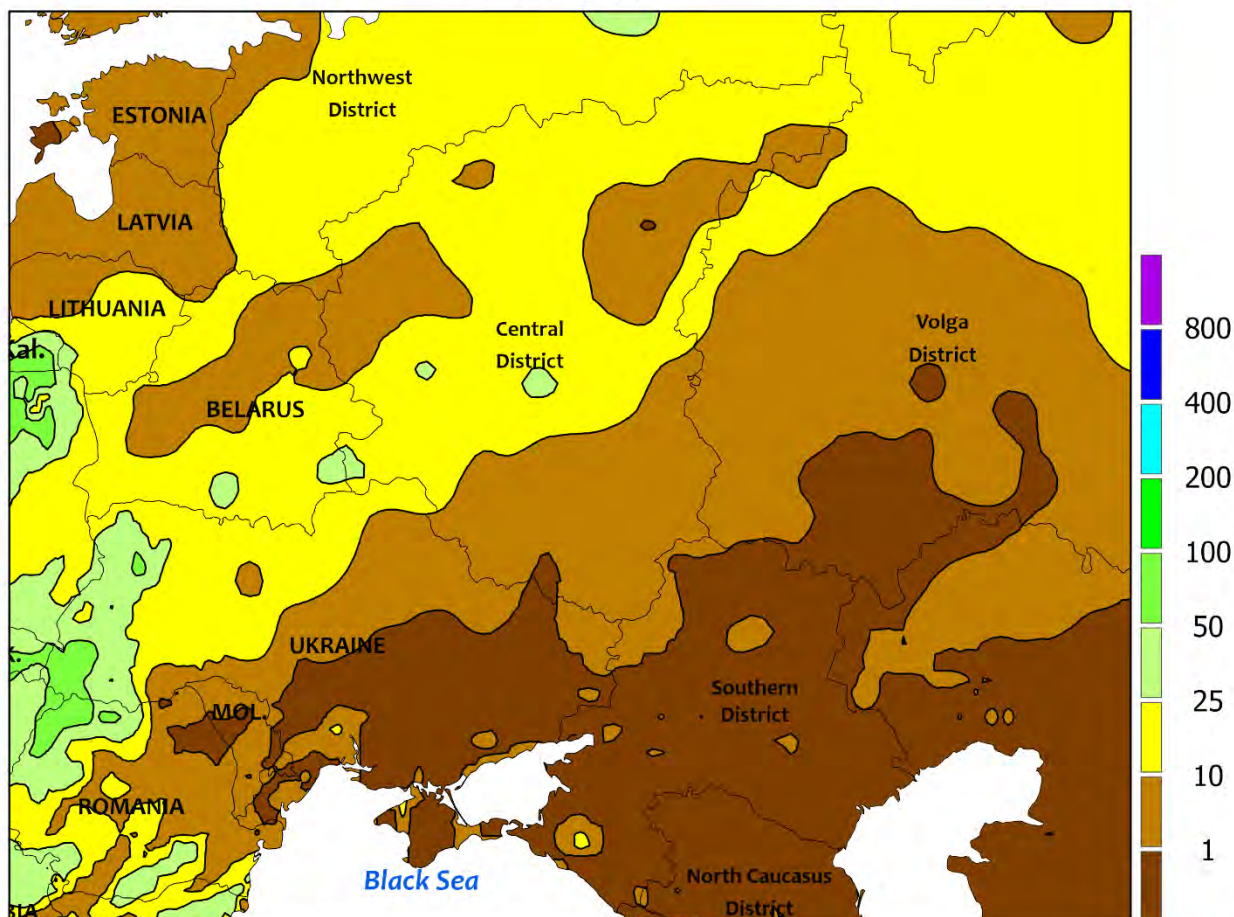 Northwest
District
ESTONIA
LATVIA
LITHUANIA
Kal.
Central
District
Volga
District
BELARUS
UKRAINE
MOL.
Southern
District
ROMANIA
Black Sea
North Caucasus
District
800
400
200
100
50
25
10
1